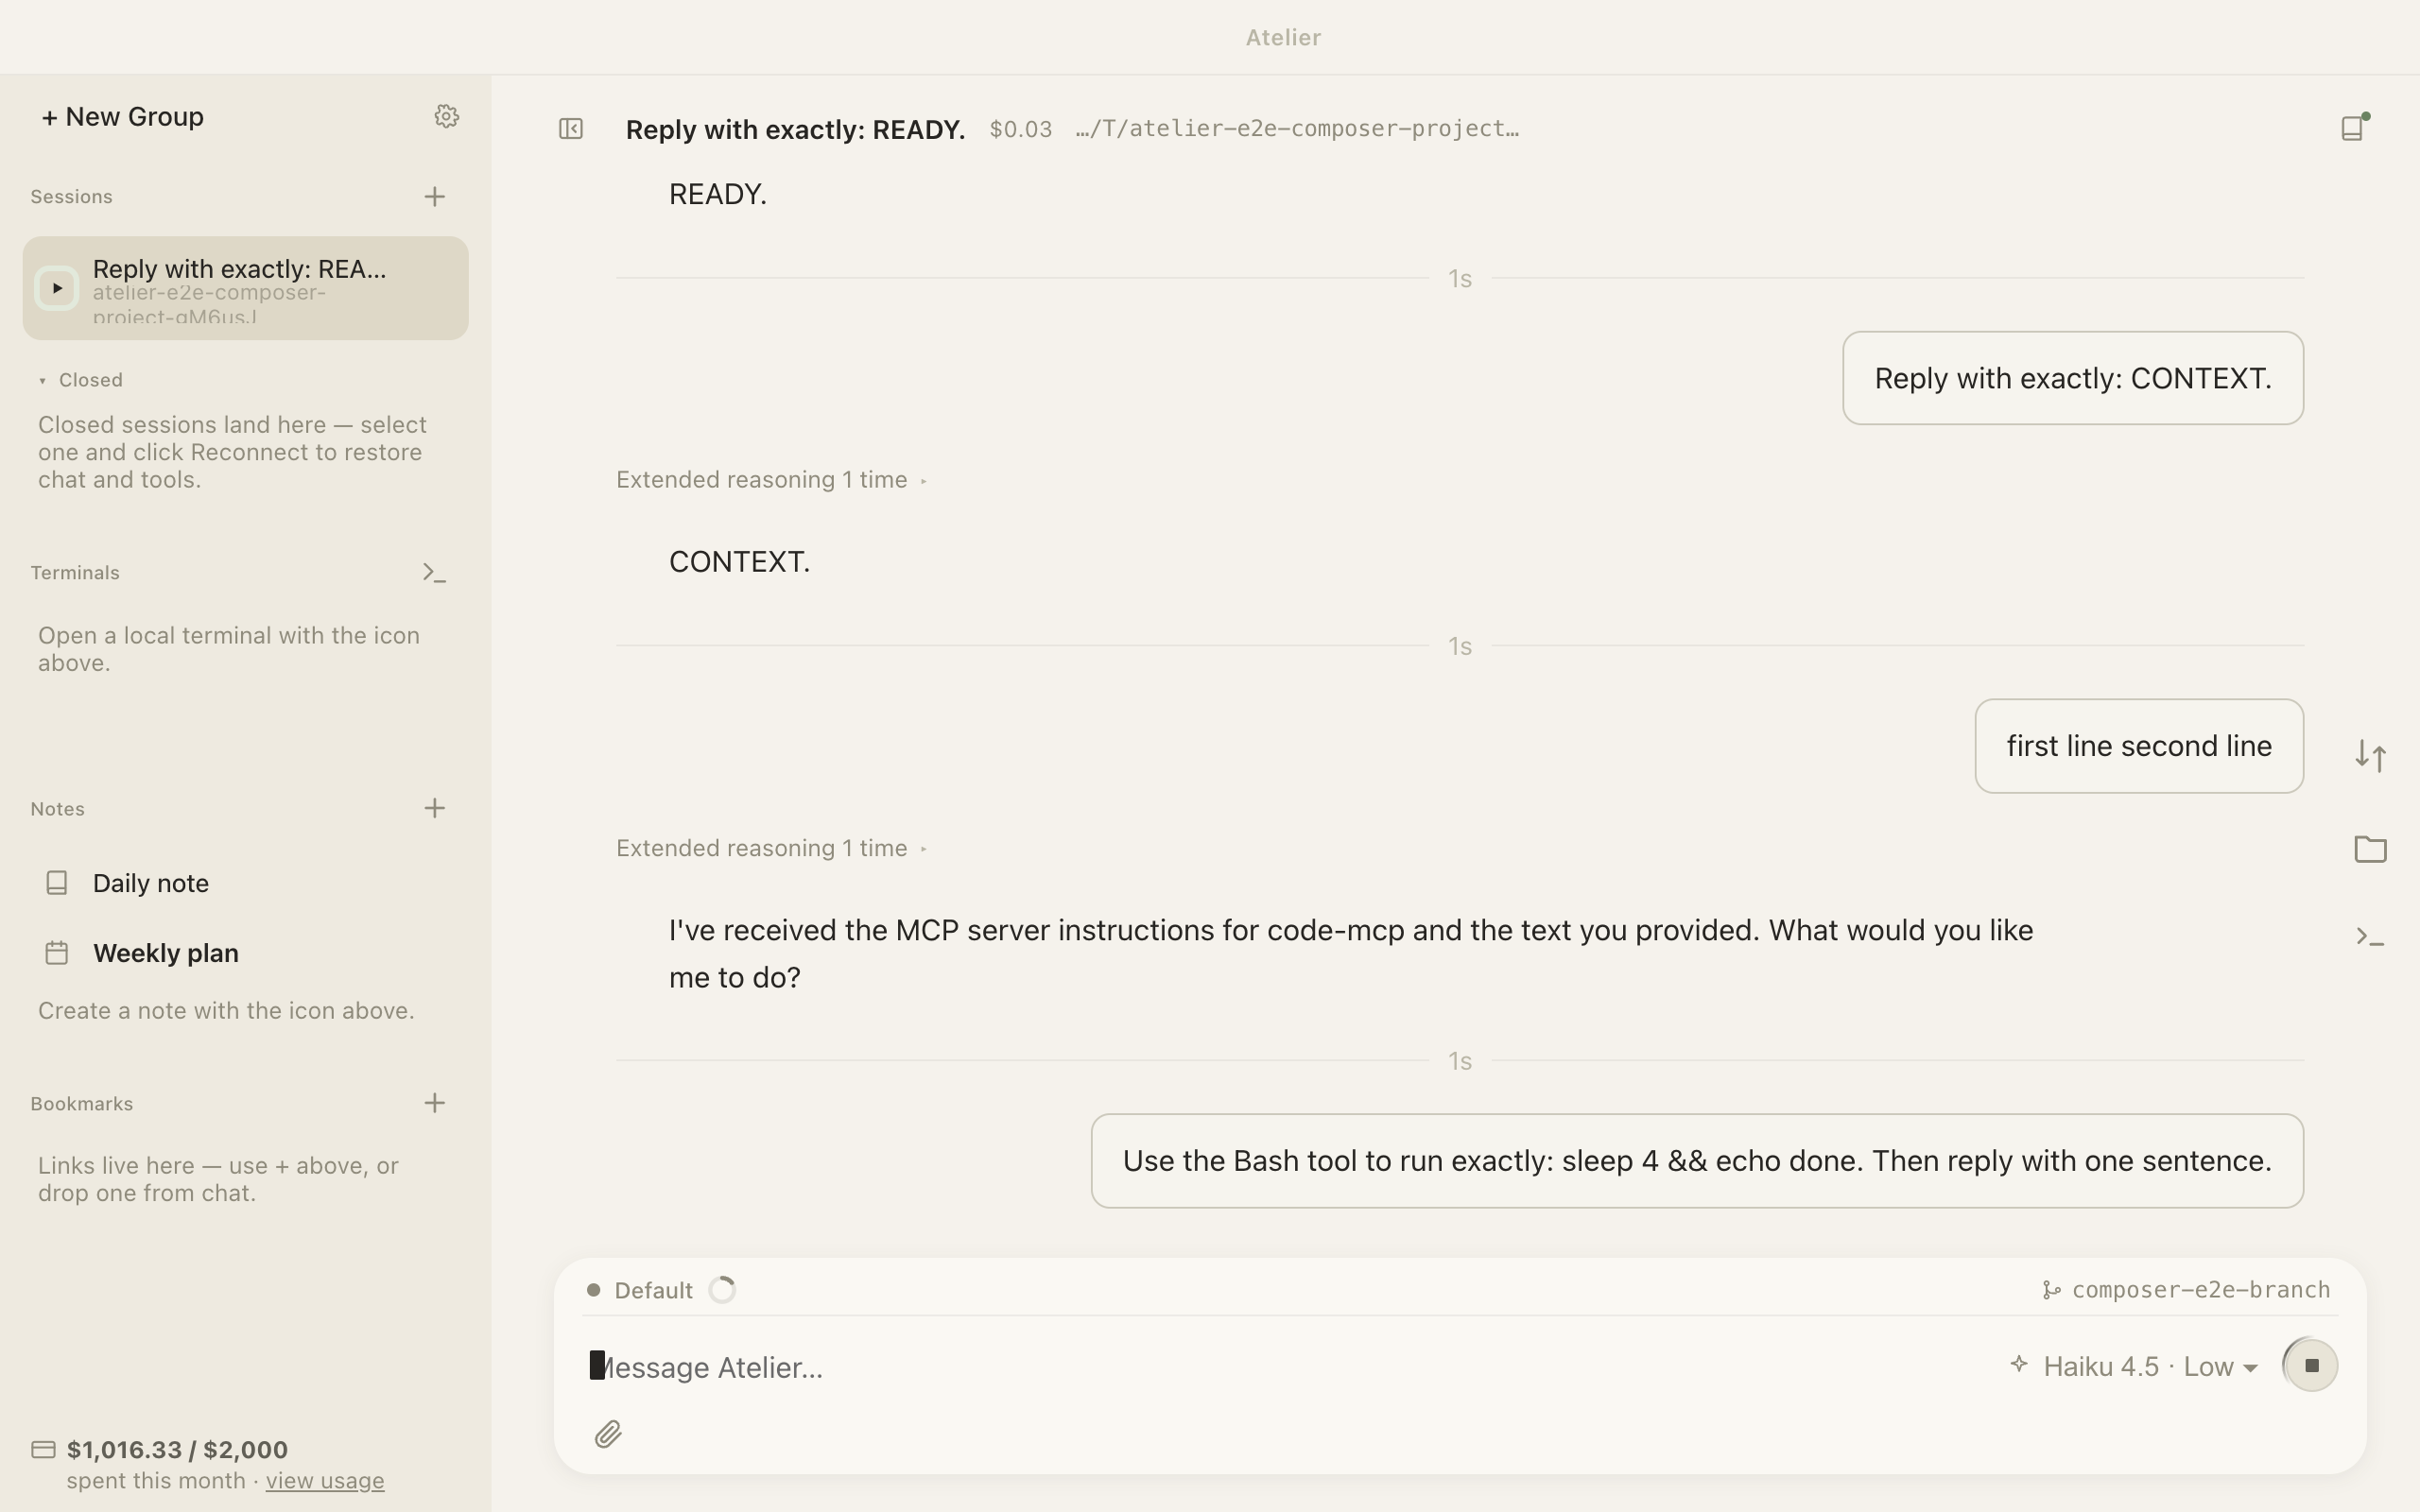 Atelier
+ New Group
Sessions
Reply with exactly: REA...
atelier-e2e-composer-
Closed
Closed sessions land here — select
one and click Reconnect to restore
chat and tools.
Terminals
Open a local terminal with the icon
above.
Notes
Daily note
Weekly plan
Create a note with the icon above.
Bookmarks
Links live here — use + above, or
drop one from chat.
$1,016.33 / $2,000
spent this month · view usage
Reply with exactly: READY. $0.03 …/T/atelier-e2e-composer-project…
READY.
1s
Reply with exactly: CONTEXT.
Extended reasoning 1 time
CONTEXT.
1s
first line second line
Extended reasoning 1 time
I've received the MCP server instructions for code-mcp and the text you provided. What would you like
me to do?
1s
Use the Bash tool to run exactly: sleep 4 && echo done. Then reply with one sentence.
Default
composer-e2e-branch
Message Atelier...
Haiku 4.5 · Low